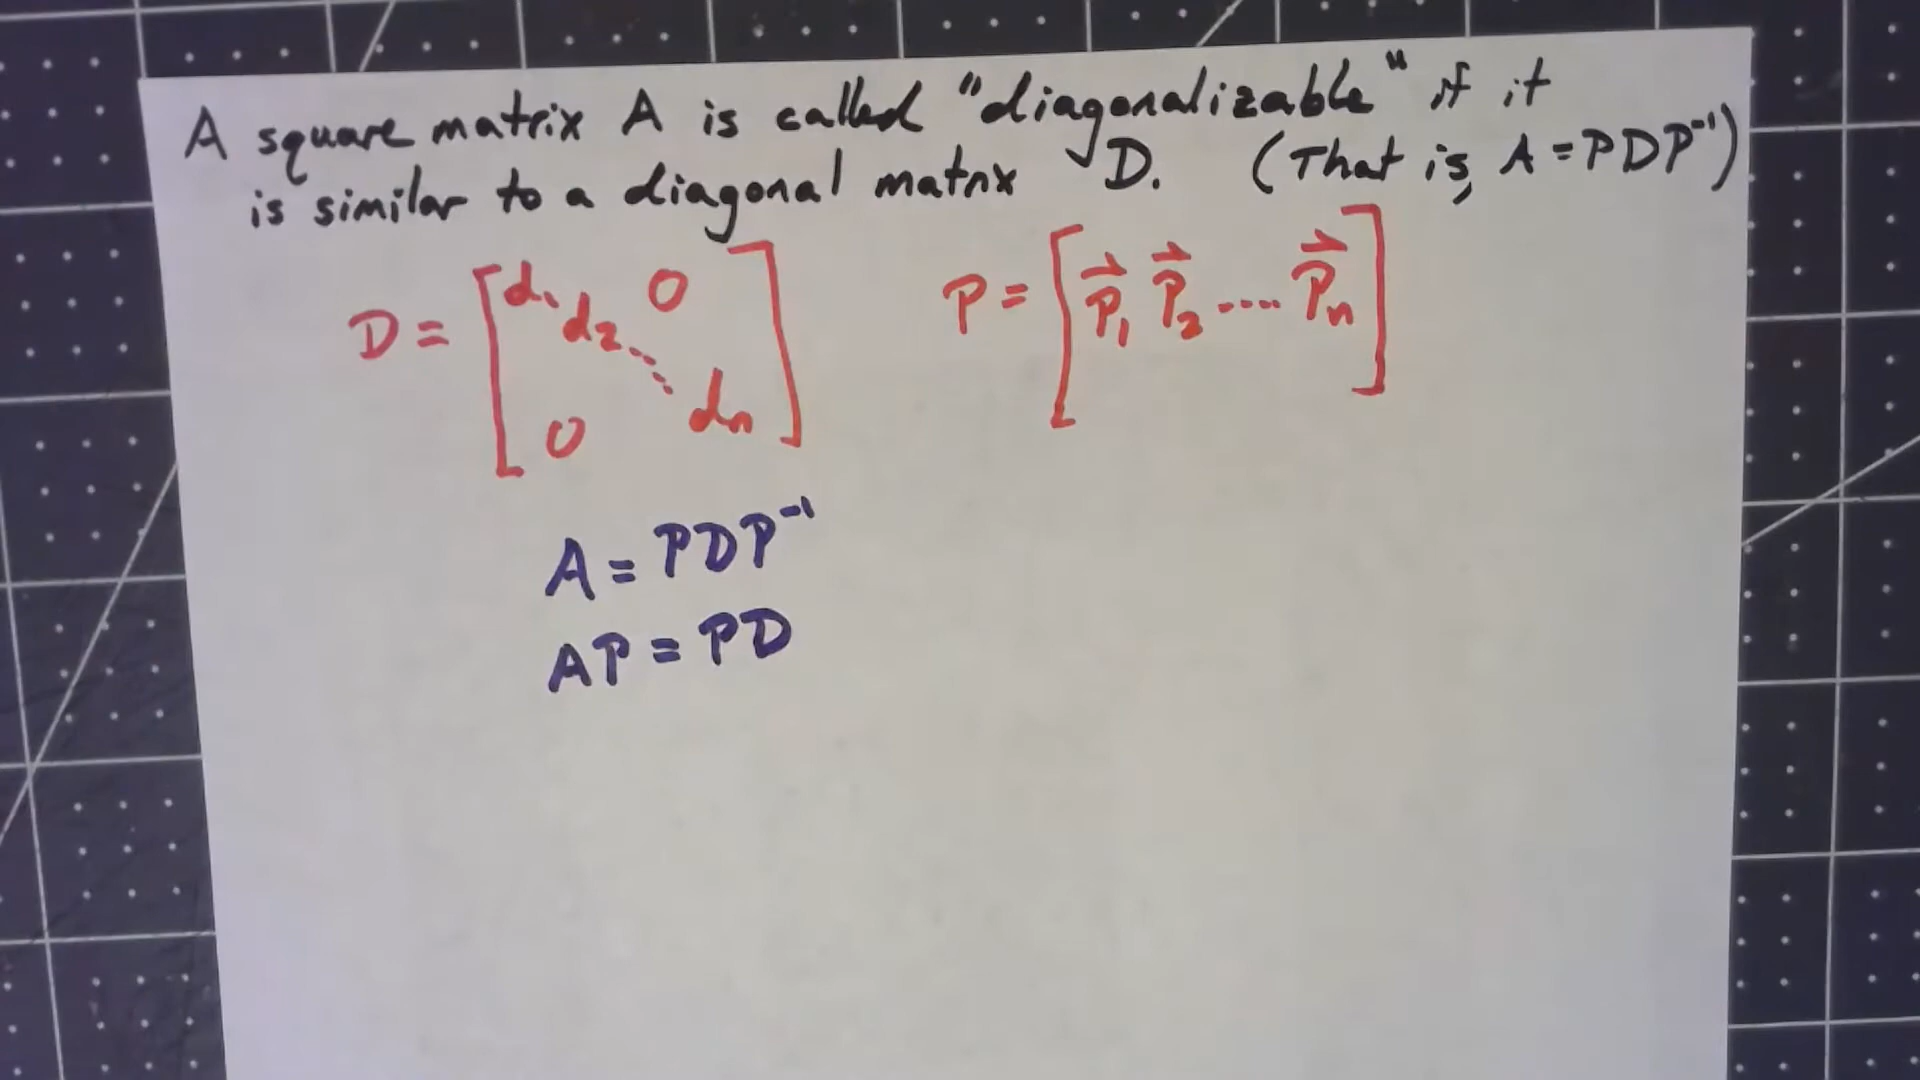 A square matrix A is called "diagonalizable" if it
is similar to a diagonal matrix D. (That is, A = PDP⁻¹)
D = [d₁ d₂ ⋱ dₙ 0 0] P = [p⃗₁ p⃗₂ .... p⃗ₙ]
A = PDP⁻¹
AP = PD